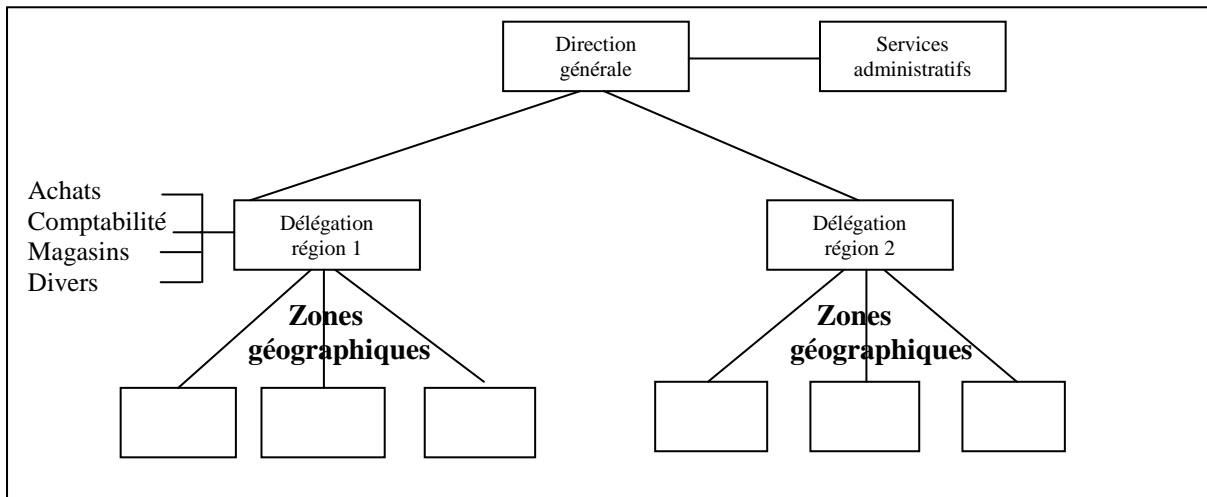 Direction
générale
Services
administratifs
Achats
Comptabilité
Magasins
Divers
Délégation
région 1
Délégation
région 2
Zones
géographiques
Zones
géographiques